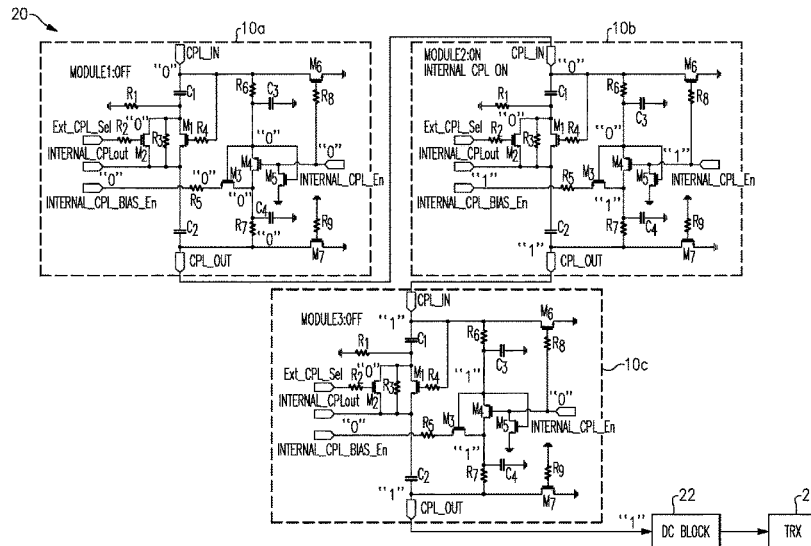 20
10a
CPL_IN
MODULE1:OFF
"0"
M6
R1
C1
R6
C3
R8
Ext_CPL_Sel
"0"
R2
R3
M1
R4
"0"
"0"
INTERNAL_CPLout
M2
M4
"0"
INTERNAL_CPL_BIAS_En
"0"
R5
"0"
M3
"0"
M5
INTERNAL_CPL_En
C2
C4
R7
"0"
R9
M7
CPL_OUT
10b
MODULE2:ON
INTERNAL CPL ON
CPL_IN
"0"
M6
R1
C1
R6
C3
R8
Ext_CPL_Sel
"0"
R2
R3
M1
R4
"0"
INTERNAL_CPLout
M2
M4
"1"
INTERNAL_CPL_BIAS_En
"1"
R5
M3
"1"
M5
INTERNAL_CPL_En
C2
C4
R7
R9
"1"
M7
CPL_OUT
10c
CPL_IN
MODULE3:OFF
"1"
M6
R1
C1
R6
C3
R8
Ext_CPL_Sel
"0"
R2
R3
M1
R4
"1"
INTERNAL_CPLout
M2
M4
"0"
INTERNAL_CPL_BIAS_En
"0"
R5
M3
"1"
M5
INTERNAL_CPL_En
C2
C4
R7
R9
"1"
M7
CPL_OUT
"1"
22
DC BLOCK
TRX